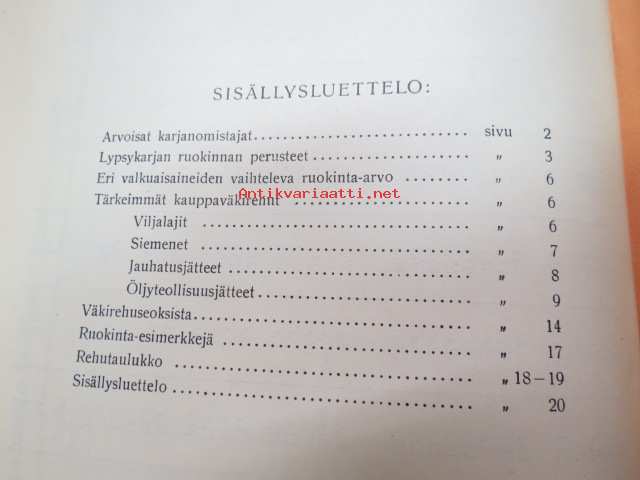 SISÄLLYSLUETTELO:
Arvoisat karjanomistajat ........................... sivu 2
Lypsykarjan ruokinnan perusteet .................... „ 3
Eri valkuaisaineiden vaihteleva ruokinta-arvo ........ „ 6
Antikvariaatti.net
Tärkeimmät kauppaväkirehut ...................... „ 6
Viljalajit ................................... „ 6
Siemenet ................................... „ 7
Jauhatusjätteet ............................... „ 8
Öljyteollisuusjätteet ........................... „ 9
Väkirehuseoksista ................................... „ 14
Ruokinta-esimerkkejä ................................ „ 17
Rehutaulukko ...................................... „ 18–19
Sisällysluettelo ..................................... „ 20